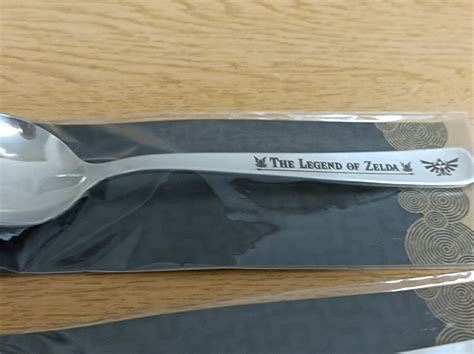 THE LEGEND OF ZELDA